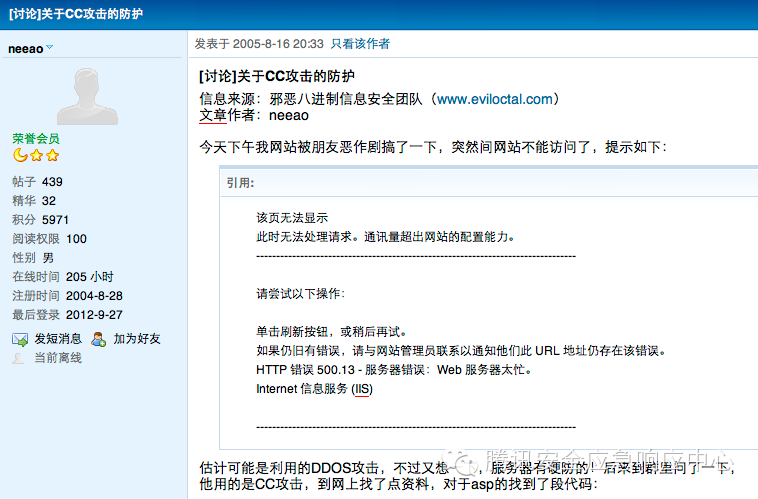 [讨论]关于CC攻击的防护
neeao
发表于 2005-8-16 20:33 只看该作者
荣誉会员
帖子 439
精华 32
积分 5971
阅读权限 100
性别 男
在线时间 205 小时
注册时间 2004-8-28
最后登录 2012-9-27
发短消息 加为好友
当前离线
[讨论]关于CC攻击的防护
信息来源：邪恶八进制信息安全团队（www.eviloctal.com）
文章作者：neeao
今天下午我网站被朋友恶作剧搞了一下，突然间网站不能访问了，提示如下：
引用:
该页无法显示
此时无法处理请求。通讯量超出网站的配置能力。
--------------------------------------------------------------------------------
请尝试以下操作:
单击刷新按钮，或稍后再试。
如果仍旧有错误，请与网站管理员联系以通知他们此 URL 地址仍存在该错误。
HTTP 错误 500.13 - 服务器错误：Web 服务器太忙。
Internet 信息服务 (IIS)
--------------------------------------------------------------------------------
估计可能是利用的DDOS攻击，不过又想，服务器有硬防的！后来到群里问了一下，
他用的是CC攻击，到网上找了点资料，对于asp的找到了段代码：
腾讯安全应急响应中心